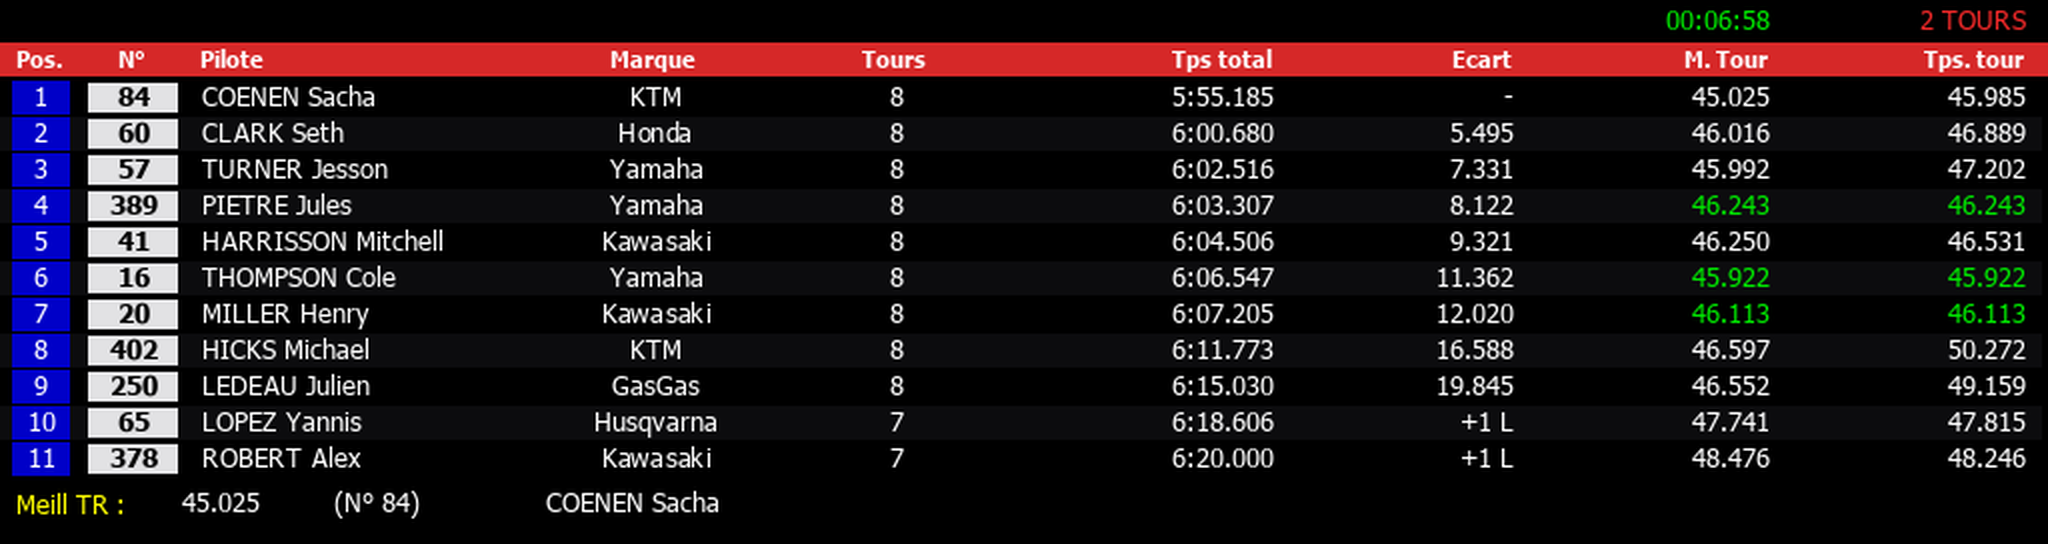 00:06:58 2 TOURS
Pos. N° Pilote Marque Tours Tps total Ecart M. Tour Tps. tour
1 84 COENEN Sacha KTM 8 5:55.185 - 45.025 45.985
2 60 CLARK Seth Honda 8 6:00.680 5.495 46.016 46.889
3 57 TURNER Jesson Yamaha 8 6:02.516 7.331 45.992 47.202
4 389 PIETRE Jules Yamaha 8 6:03.307 8.122 46.243 46.243
5 41 HARRISSON Mitchell Kawasaki 8 6:04.506 9.321 46.250 46.531
6 16 THOMPSON Cole Yamaha 8 6:06.547 11.362 45.922 45.922
7 20 MILLER Henry Kawasaki 8 6:07.205 12.020 46.113 46.113
8 402 HICKS Michael KTM 8 6:11.773 16.588 46.597 50.272
9 250 LEDEAU Julien GasGas 8 6:15.030 19.845 46.552 49.159
10 65 LOPEZ Yannis Husqvarna 7 6:18.606 +1 L 47.741 47.815
11 378 ROBERT Alex Kawasaki 7 6:20.000 +1 L 48.476 48.246
Meill TR : 45.025 (N° 84) COENEN Sacha